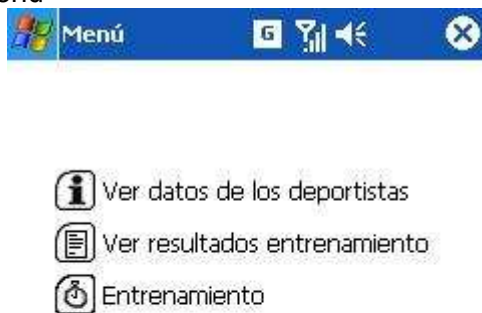 Menú
G
Ver datos de los deportistas
Ver resultados entrenamiento
Entrenamiento